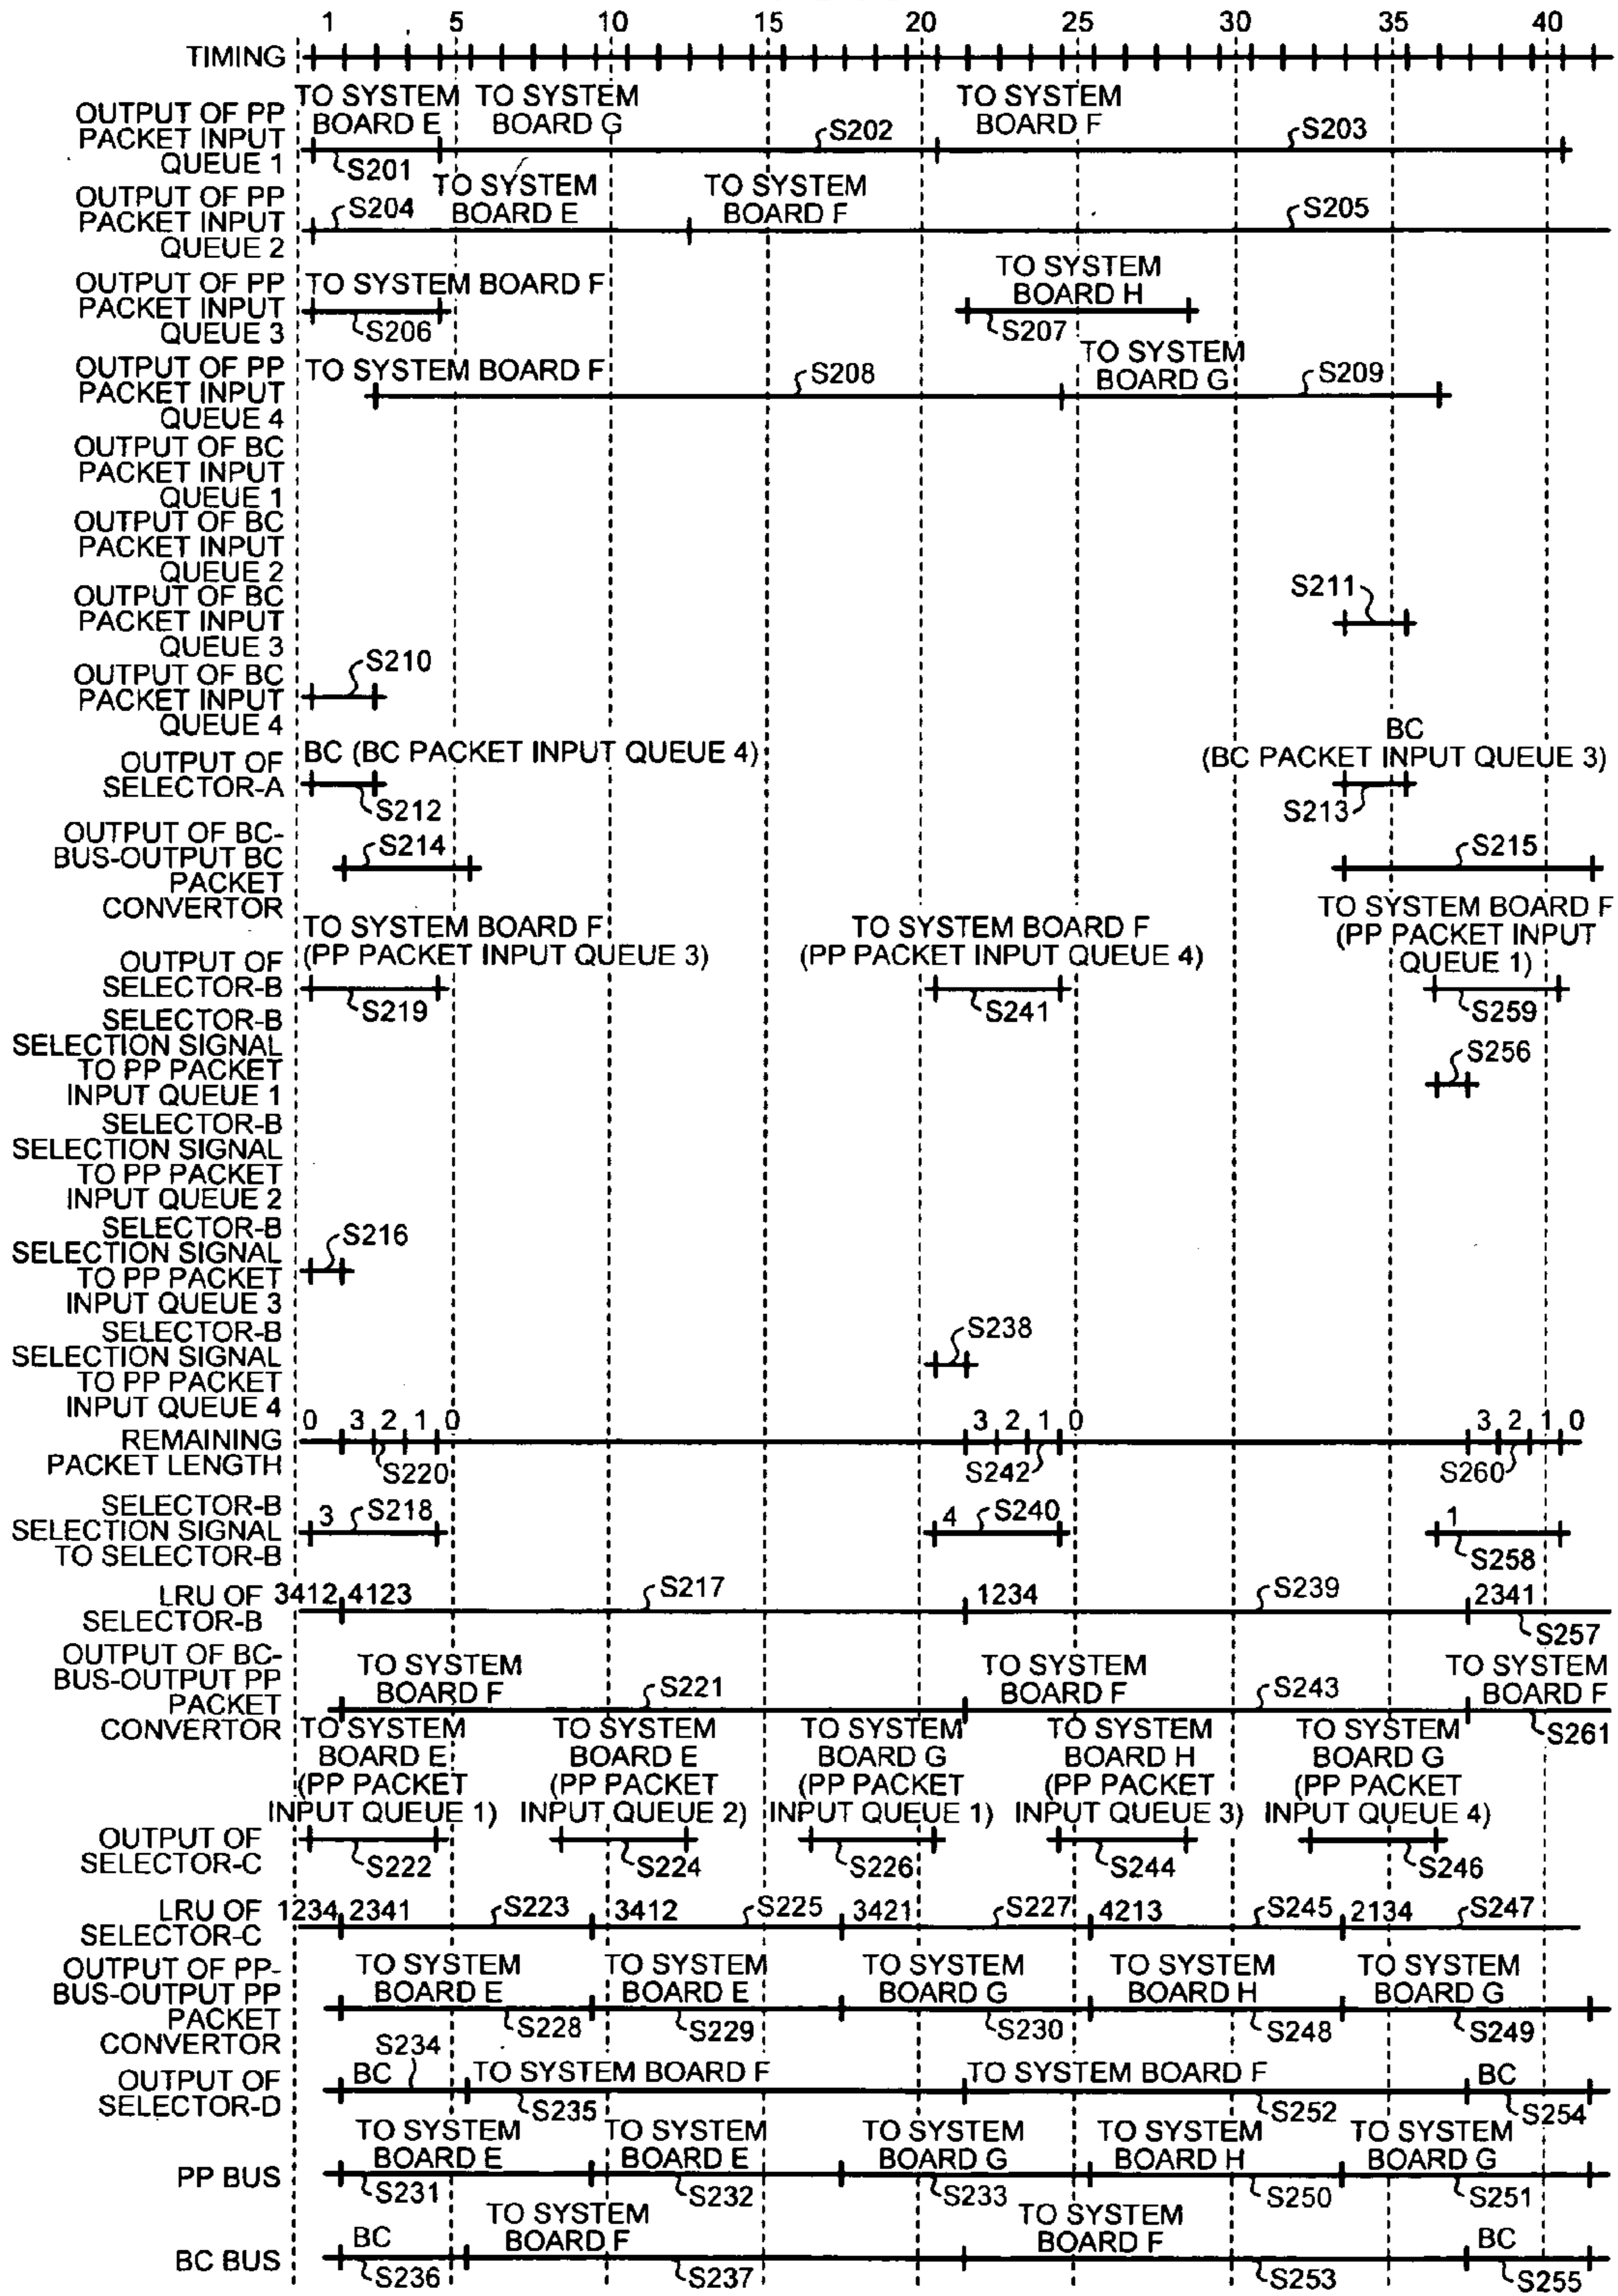 1 5 10 15 20 25 30 35 40
TIMING
OUTPUT OF PP
PACKET INPUT
QUEUE 1
TO SYSTEM
BOARD E
TO SYSTEM
BOARD G
TO SYSTEM
BOARD F
S201
S202
S203
OUTPUT OF PP
PACKET INPUT
QUEUE 2
S204
TO SYSTEM
BOARD E
TO SYSTEM
BOARD F
S205
OUTPUT OF PP
PACKET INPUT
QUEUE 3
TO SYSTEM BOARD F
S206
TO SYSTEM
BOARD H
S207
OUTPUT OF PP
PACKET INPUT
QUEUE 4
TO SYSTEM BOARD F
S208
TO SYSTEM
BOARD G
S209
OUTPUT OF BC
PACKET INPUT
QUEUE 1
OUTPUT OF BC
PACKET INPUT
QUEUE 2
OUTPUT OF BC
PACKET INPUT
QUEUE 3
S211
OUTPUT OF BC
PACKET INPUT
QUEUE 4
S210
OUTPUT OF
SELECTOR-A
BC (BC PACKET INPUT QUEUE 4)
S212
BC
(BC PACKET INPUT QUEUE 3)
S213
OUTPUT OF BC-
BUS-OUTPUT BC
PACKET
CONVERTOR
S214
S215
OUTPUT OF
SELECTOR-B
TO SYSTEM BOARD F
(PP PACKET INPUT QUEUE 3)
S219
TO SYSTEM BOARD F
(PP PACKET INPUT QUEUE 4)
S241
TO SYSTEM BOARD F
(PP PACKET INPUT
QUEUE 1)
S259
SELECTOR-B
SELECTION SIGNAL
TO PP PACKET
INPUT QUEUE 1
S256
SELECTOR-B
SELECTION SIGNAL
TO PP PACKET
INPUT QUEUE 2
SELECTOR-B
SELECTION SIGNAL
TO PP PACKET
INPUT QUEUE 3
S216
SELECTOR-B
SELECTION SIGNAL
TO PP PACKET
INPUT QUEUE 4
S238
REMAINING
PACKET LENGTH
0 3 2 1 0
S220
3 2 1 0
S242
3 2 1 0
S260
SELECTOR-B
SELECTION SIGNAL
TO SELECTOR-B
3 S218
4 S240
1
S258
LRU OF
SELECTOR-B
3412 4123
S217
1234
S239
2341
S257
OUTPUT OF BC-
BUS-OUTPUT PP
PACKET
CONVERTOR
TO SYSTEM
BOARD F
S221
TO SYSTEM
BOARD F
S243
TO SYSTEM
BOARD F
S261
OUTPUT OF
SELECTOR-C
TO SYSTEM
BOARD E
(PP PACKET
INPUT QUEUE 1)
S222
TO SYSTEM
BOARD E
(PP PACKET
INPUT QUEUE 2)
S224
TO SYSTEM
BOARD G
(PP PACKET
INPUT QUEUE 1)
S226
TO SYSTEM
BOARD H
(PP PACKET
INPUT QUEUE 3)
S244
TO SYSTEM
BOARD G
(PP PACKET
INPUT QUEUE 4)
S246
LRU OF
SELECTOR-C
1234 2341 S223 3412 S225 3421 S227 4213 S245 2134 S247
OUTPUT OF PP-
BUS-OUTPUT PP
PACKET
CONVERTOR
TO SYSTEM
BOARD E
S228
TO SYSTEM
BOARD E
S229
TO SYSTEM
BOARD G
S230
TO SYSTEM
BOARD H
S248
TO SYSTEM
BOARD G
S249
OUTPUT OF
SELECTOR-D
S234
BC
TO SYSTEM BOARD F
S235
TO SYSTEM BOARD F
S252
BC
S254
PP BUS
TO SYSTEM
BOARD E
S231
TO SYSTEM
BOARD E
S232
TO SYSTEM
BOARD G
S233
TO SYSTEM
BOARD H
S250
TO SYSTEM
BOARD G
S251
BC BUS
BC
S236
TO SYSTEM
BOARD F
S237
TO SYSTEM
BOARD F
S253
BC
S255